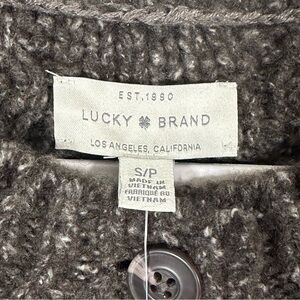 EST. 1990
LUCKY BRAND
LOS ANGELES, CALIFORNIA
S/P
MADE IN
VIETNAM
FABRIQUÉ AU
VIETNAM